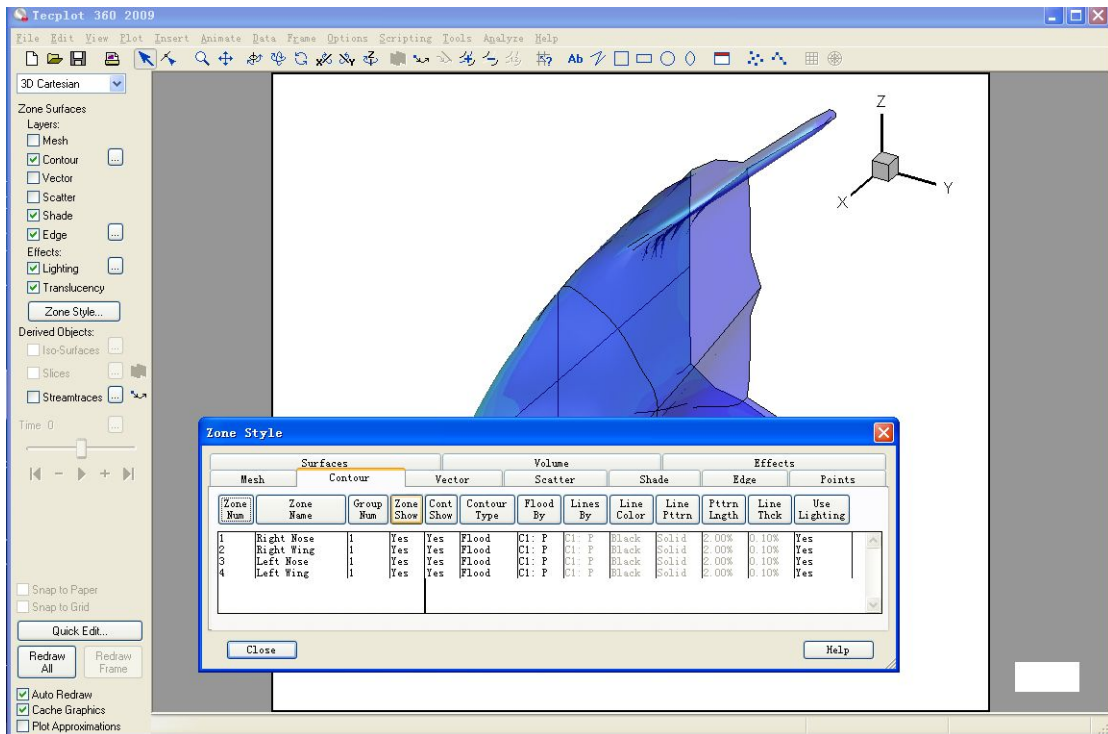 Tecplot 360 2009
File Edit View Plot Insert Animate Data Frame Options Scripting Tools Analyze Help
Ab
3D Cartesian
Zone Surfaces
Layers:
Mesh
Contour ...
Vector
Scatter
Shade
Edge ...
Effects:
Lighting ...
Translucency
Zone Style...
Derived Objects:
Iso-Surfaces ...
Slices ...
Streamtraces ...
Time 0 ...
Snap to Paper
Snap to Grid
Quick Edit...
Redraw All
Redraw Frame
Auto Redraw
Cache Graphics
Plot Approximations
Z
Y
X
Zone Style
Surfaces Volume Effects
Mesh Contour Vector Scatter Shade Edge Points
Zone Num Zone Name Group Num Zone Show Cont Show Contour Type Flood By Lines By Line Color Line Pttrn Pttrn Lngth Line Thck Use Lighting
1 Right Nose 1 Yes Yes Flood C1: P C1: P Black Solid 2.00% 0.10% Yes
2 Right Wing 1 Yes Yes Flood C1: P C1: P Black Solid 2.00% 0.10% Yes
3 Left Nose 1 Yes Yes Flood C1: P C1: P Black Solid 2.00% 0.10% Yes
4 Left Wing 1 Yes Yes Flood C1: P C1: P Black Solid 2.00% 0.10% Yes
Close Help